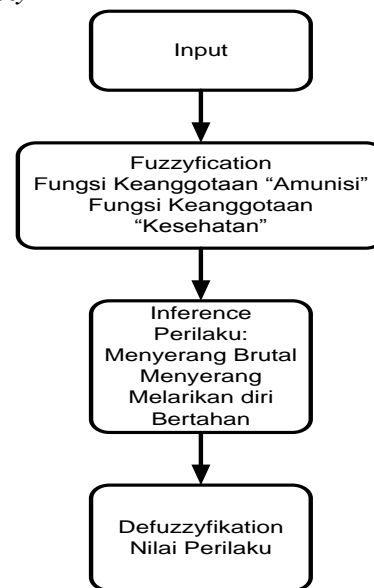 Input
Fuzzyfication
Fungsi Keanggotaan “Amunisi”
Fungsi Keanggotaan
“Kesehatan”
Inference
Perilaku:
Menyerang Brutal
Menyerang
Melarikan diri
Bertahan
Defuzzyfikation
Nilai Perilaku